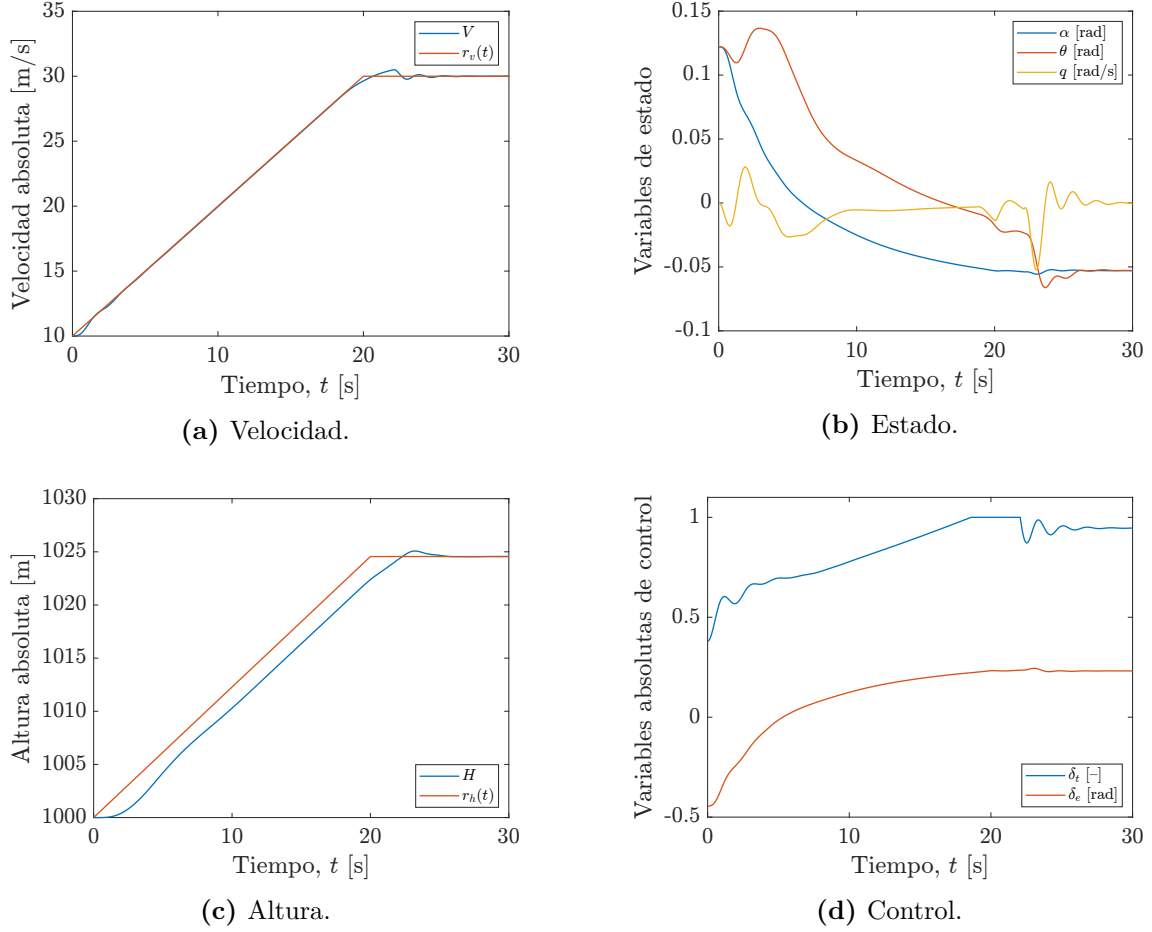 Velocidad absoluta [m/s]
35
30
25
20
15
10
0
10
20
30
Tiempo, t [s]
V
r_v(t)
(a) Velocidad.
Variables de estado
0.15
0.1
0.05
0
-0.05
-0.1
0
10
20
30
Tiempo, t [s]
α [rad]
θ [rad]
q [rad/s]
(b) Estado.
Altura absoluta [m]
1030
1025
1020
1015
1010
1005
1000
0
10
20
30
Tiempo, t [s]
H
r_h(t)
(c) Altura.
Variables absolutas de control
1
0.5
0
-0.5
0
10
20
30
Tiempo, t [s]
δ_t [–]
δ_e [rad]
(d) Control.